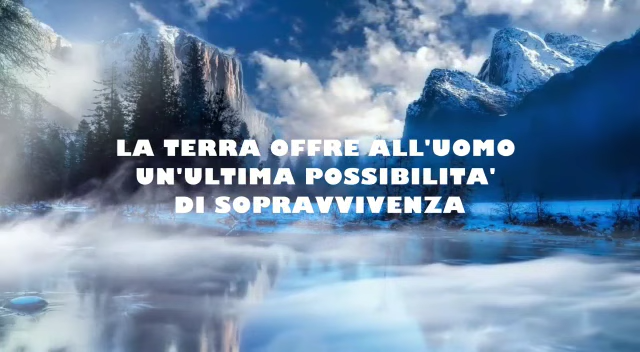 LA TERRA OFFRE ALL'UOMO
UN'ULTIMA POSSIBILITA'
DI SOPRAVVIVENZA